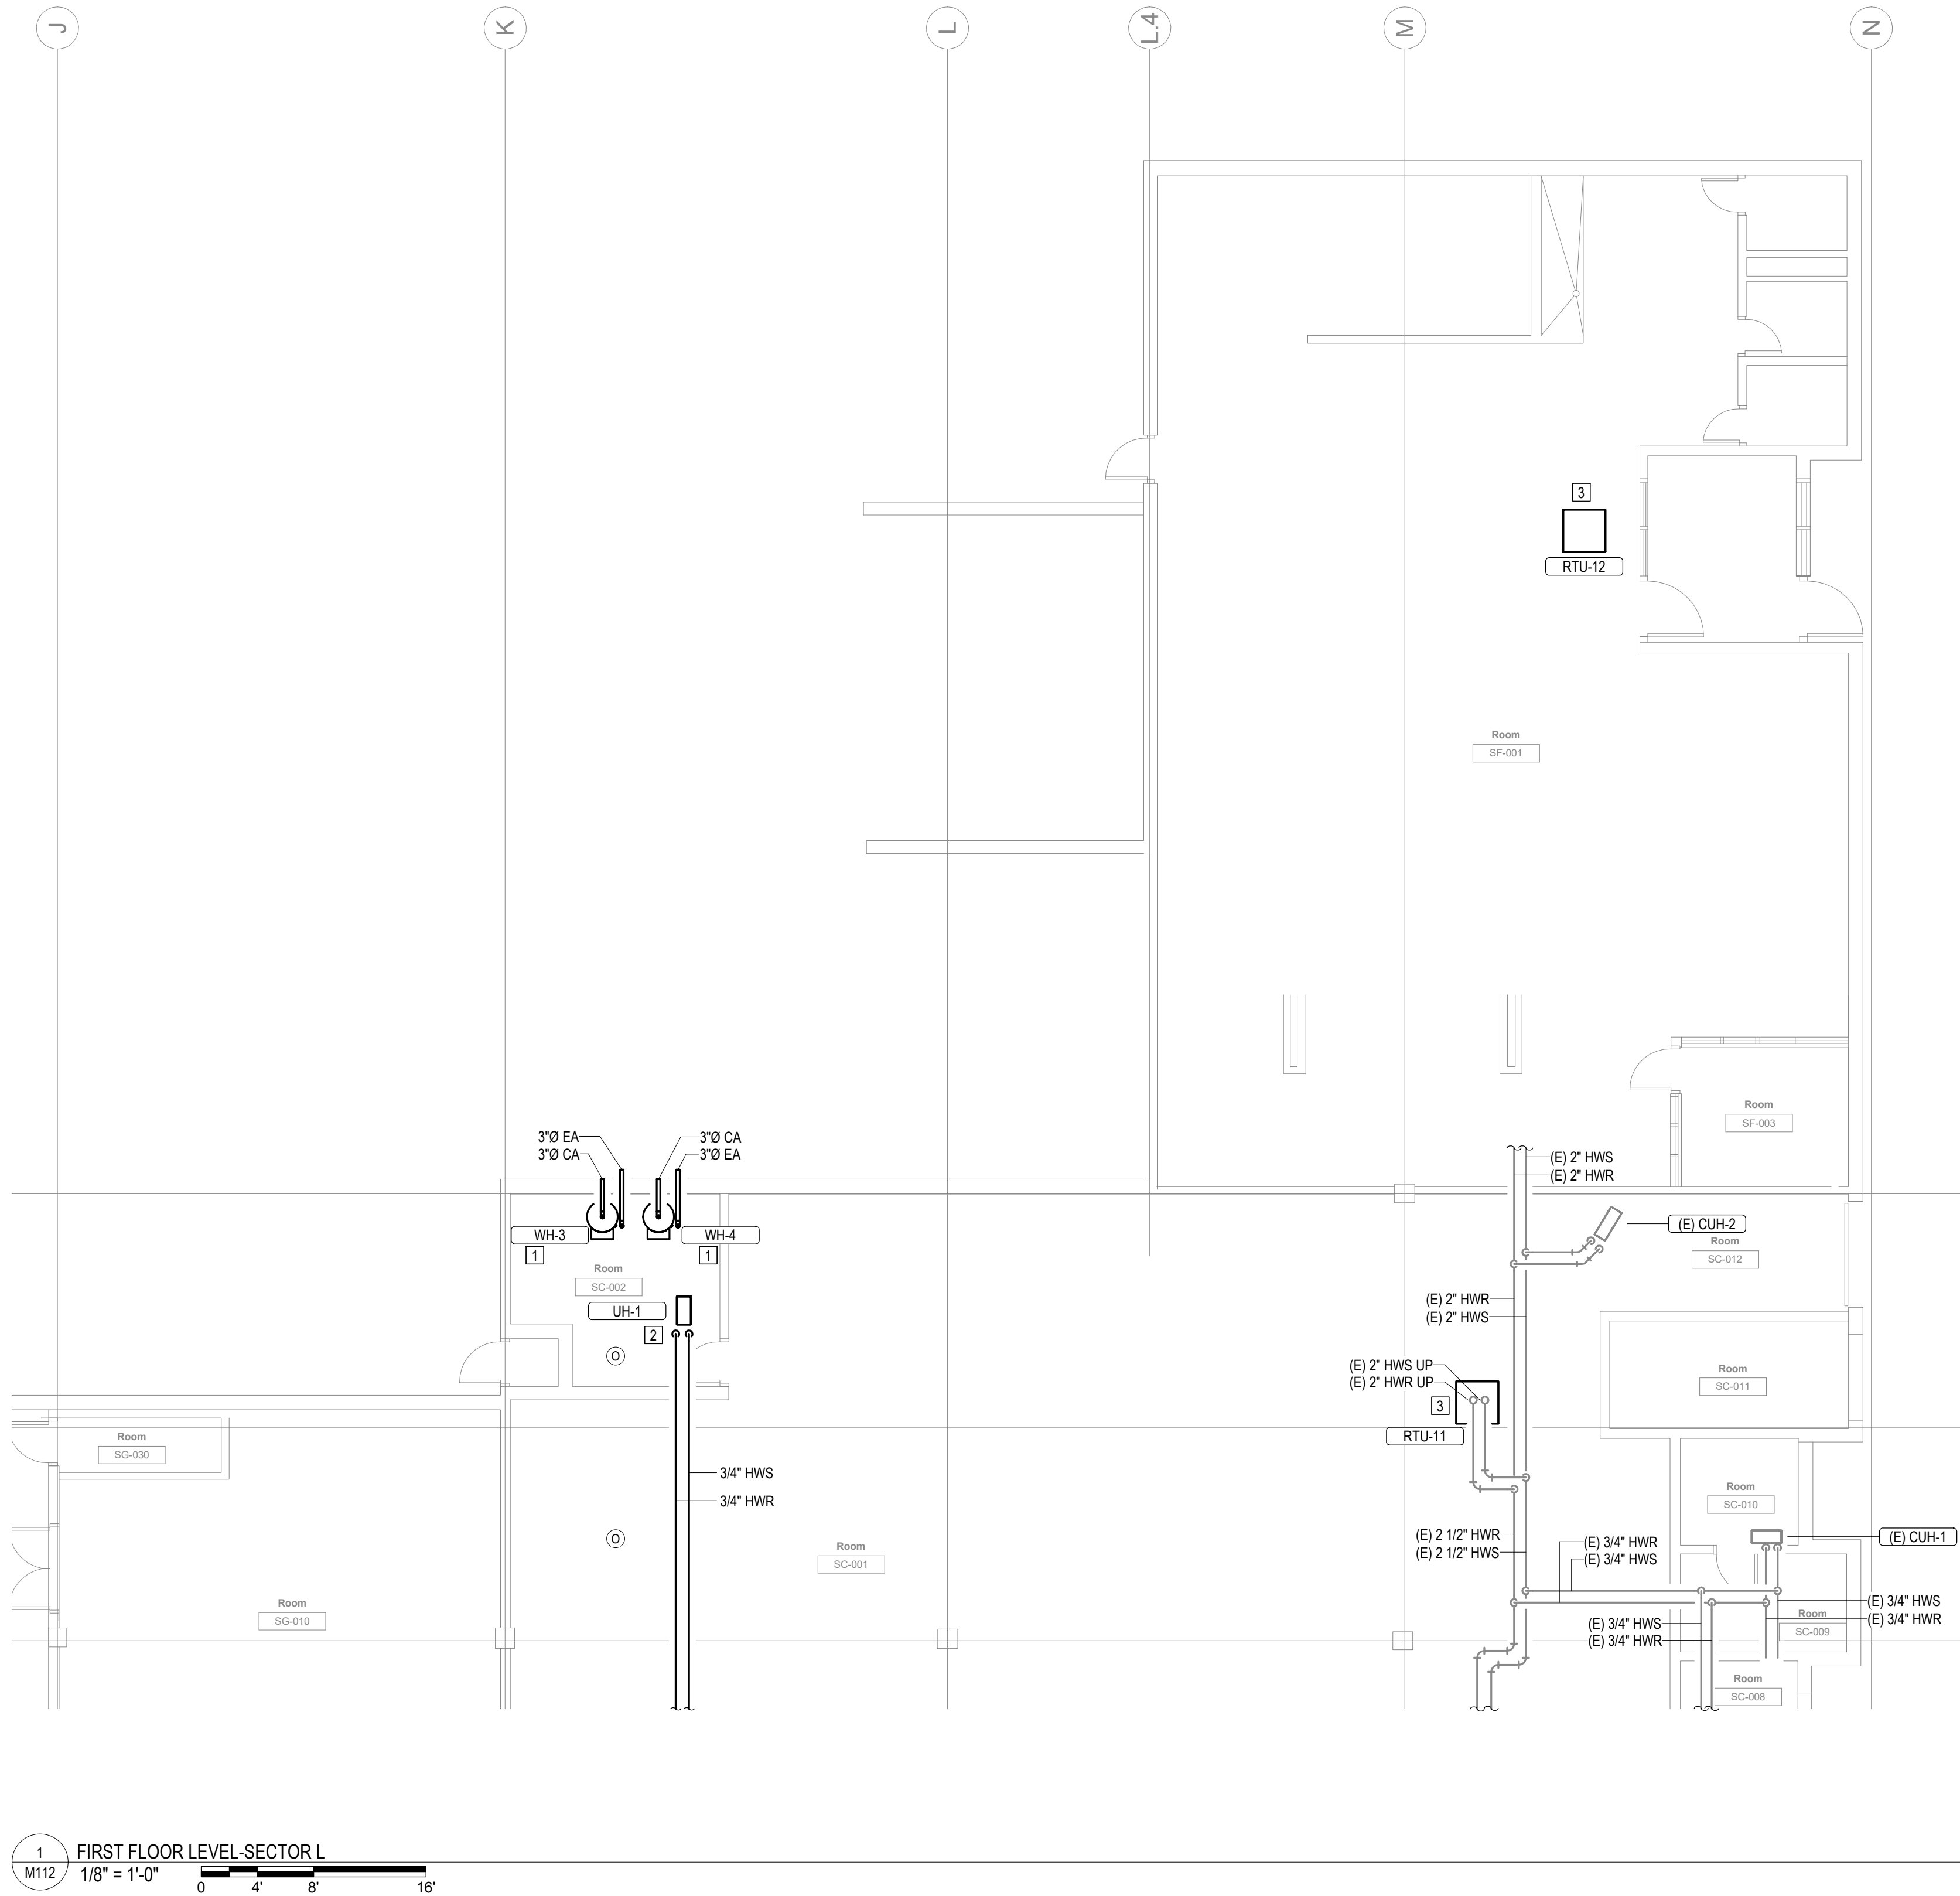 J
K
L
L.4
M
N
3
RTU-12
Room
SF-001
Room
SF-003
3"Ø EA
3"Ø CA
3"Ø CA
3"Ø EA
(E) 2" HWS
(E) 2" HWR
WH-3
WH-4
1
1
(E) CUH-2
Room
SC-012
Room
SC-002
UH-1
2
(E) 2" HWR
(E) 2" HWS
O
(E) 2" HWS UP
(E) 2" HWR UP
3
RTU-11
Room
SC-011
Room
SG-030
3/4" HWS
3/4" HWR
Room
SC-010
O
(E) 2 1/2" HWR
(E) 2 1/2" HWS
(E) 3/4" HWR
(E) 3/4" HWS
(E) CUH-1
Room
SC-001
Room
SG-010
(E) 3/4" HWS
(E) 3/4" HWR
(E) 3/4" HWS
(E) 3/4" HWR
Room
SC-009
Room
SC-008
1
M112
FIRST FLOOR LEVEL-SECTOR L
1/8" = 1'-0"
0 4' 8' 16'